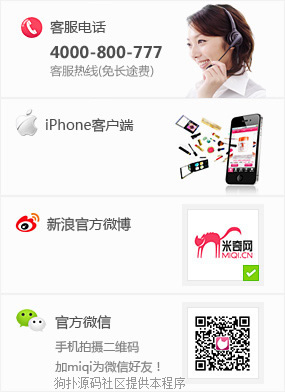 客服电话
4000-800-777
客服热线(免长途费)
iPhone客户端
新浪官方微博
米奇网
MIQI.CN
官方微信
手机拍摄二维码
加miqi为微信好友！
狗扑源码社区提供本程序